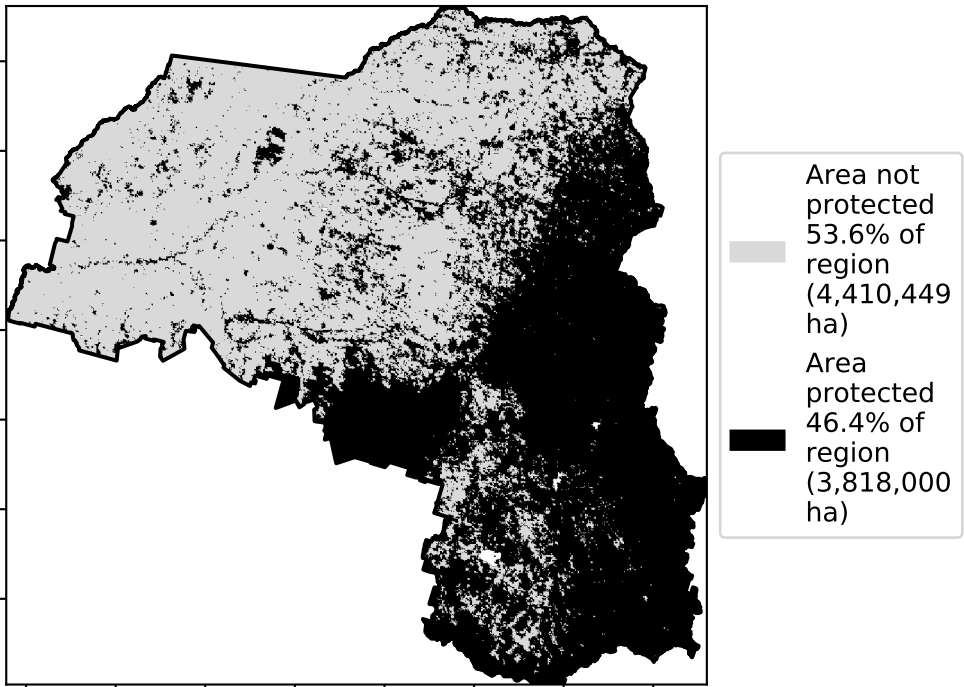 Area not
protected
53.6% of
region
(4,410,449
ha)
Area
protected
46.4% of
region
(3,818,000
ha)